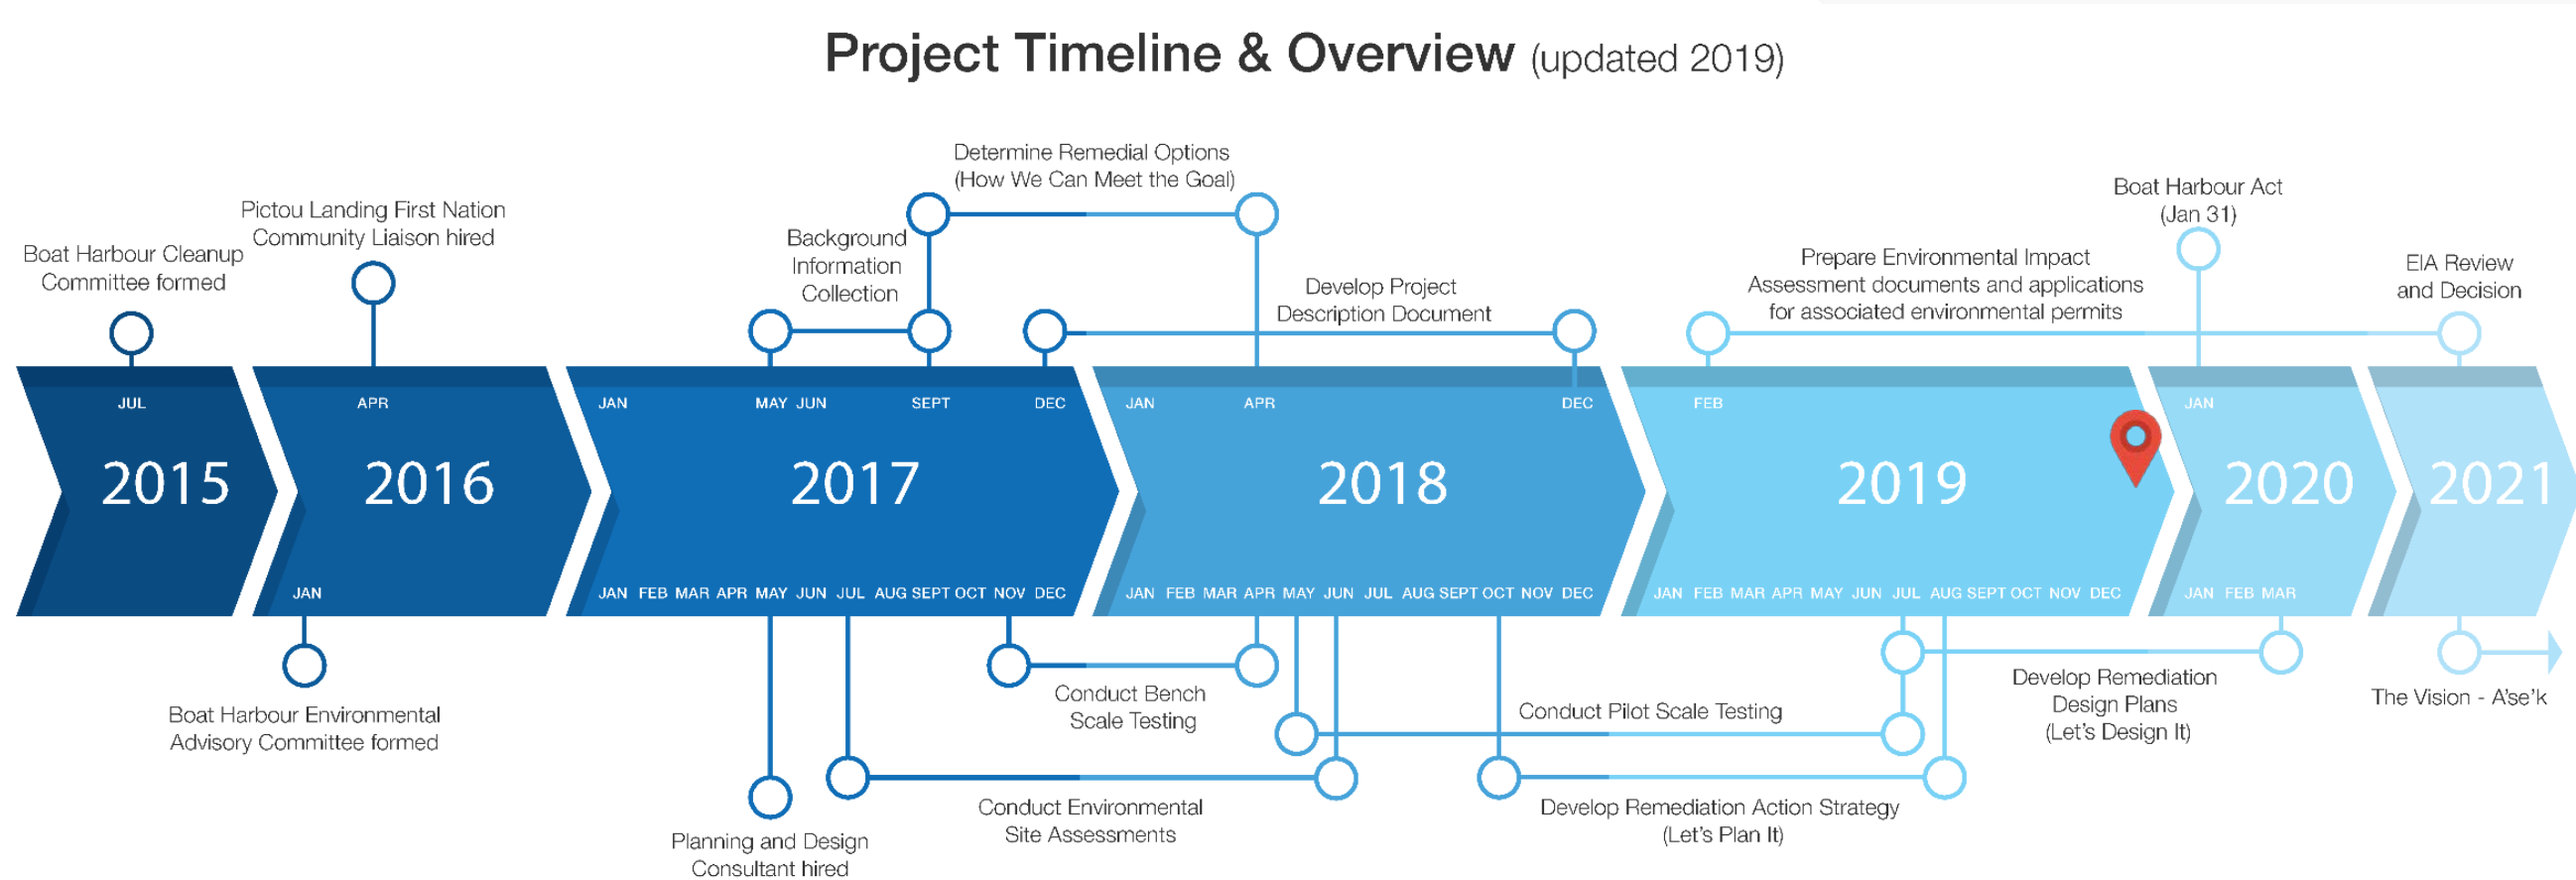 Project Timeline & Overview (updated 2019)
Determine Remedial Options
(How We Can Meet the Goal)
Boat Harbour Act
(Jan 31)
Pictou Landing First Nation
Community Liaison hired
Background
Information
Collection
Boat Harbour Cleanup
Committee formed
Develop Project
Description Document
Prepare Environmental Impact
Assessment documents and applications
for associated environmental permits
EIA Review
and Decision
JUL
APR
JAN MAY JUN SEPT DEC
JAN APR DEC
FEB
JAN
2015
2016
2017
2018
2019
2020
2021
JAN
JAN FEB MAR APR MAY JUN JUL AUG SEPT OCT NOV DEC
JAN FEB MAR APR MAY JUN JUL AUG SEPT OCT NOV DEC
JAN FEB MAR APR MAY JUN JUL AUG SEPT OCT NOV DEC
JAN FEB MAR
Boat Harbour Environmental
Advisory Committee formed
Conduct Bench
Scale Testing
Conduct Pilot Scale Testing
Develop Remediation
Design Plans
(Let's Design It)
The Vision - A'se'k
Planning and Design
Consultant hired
Conduct Environmental
Site Assessments
Develop Remediation Action Strategy
(Let's Plan It)